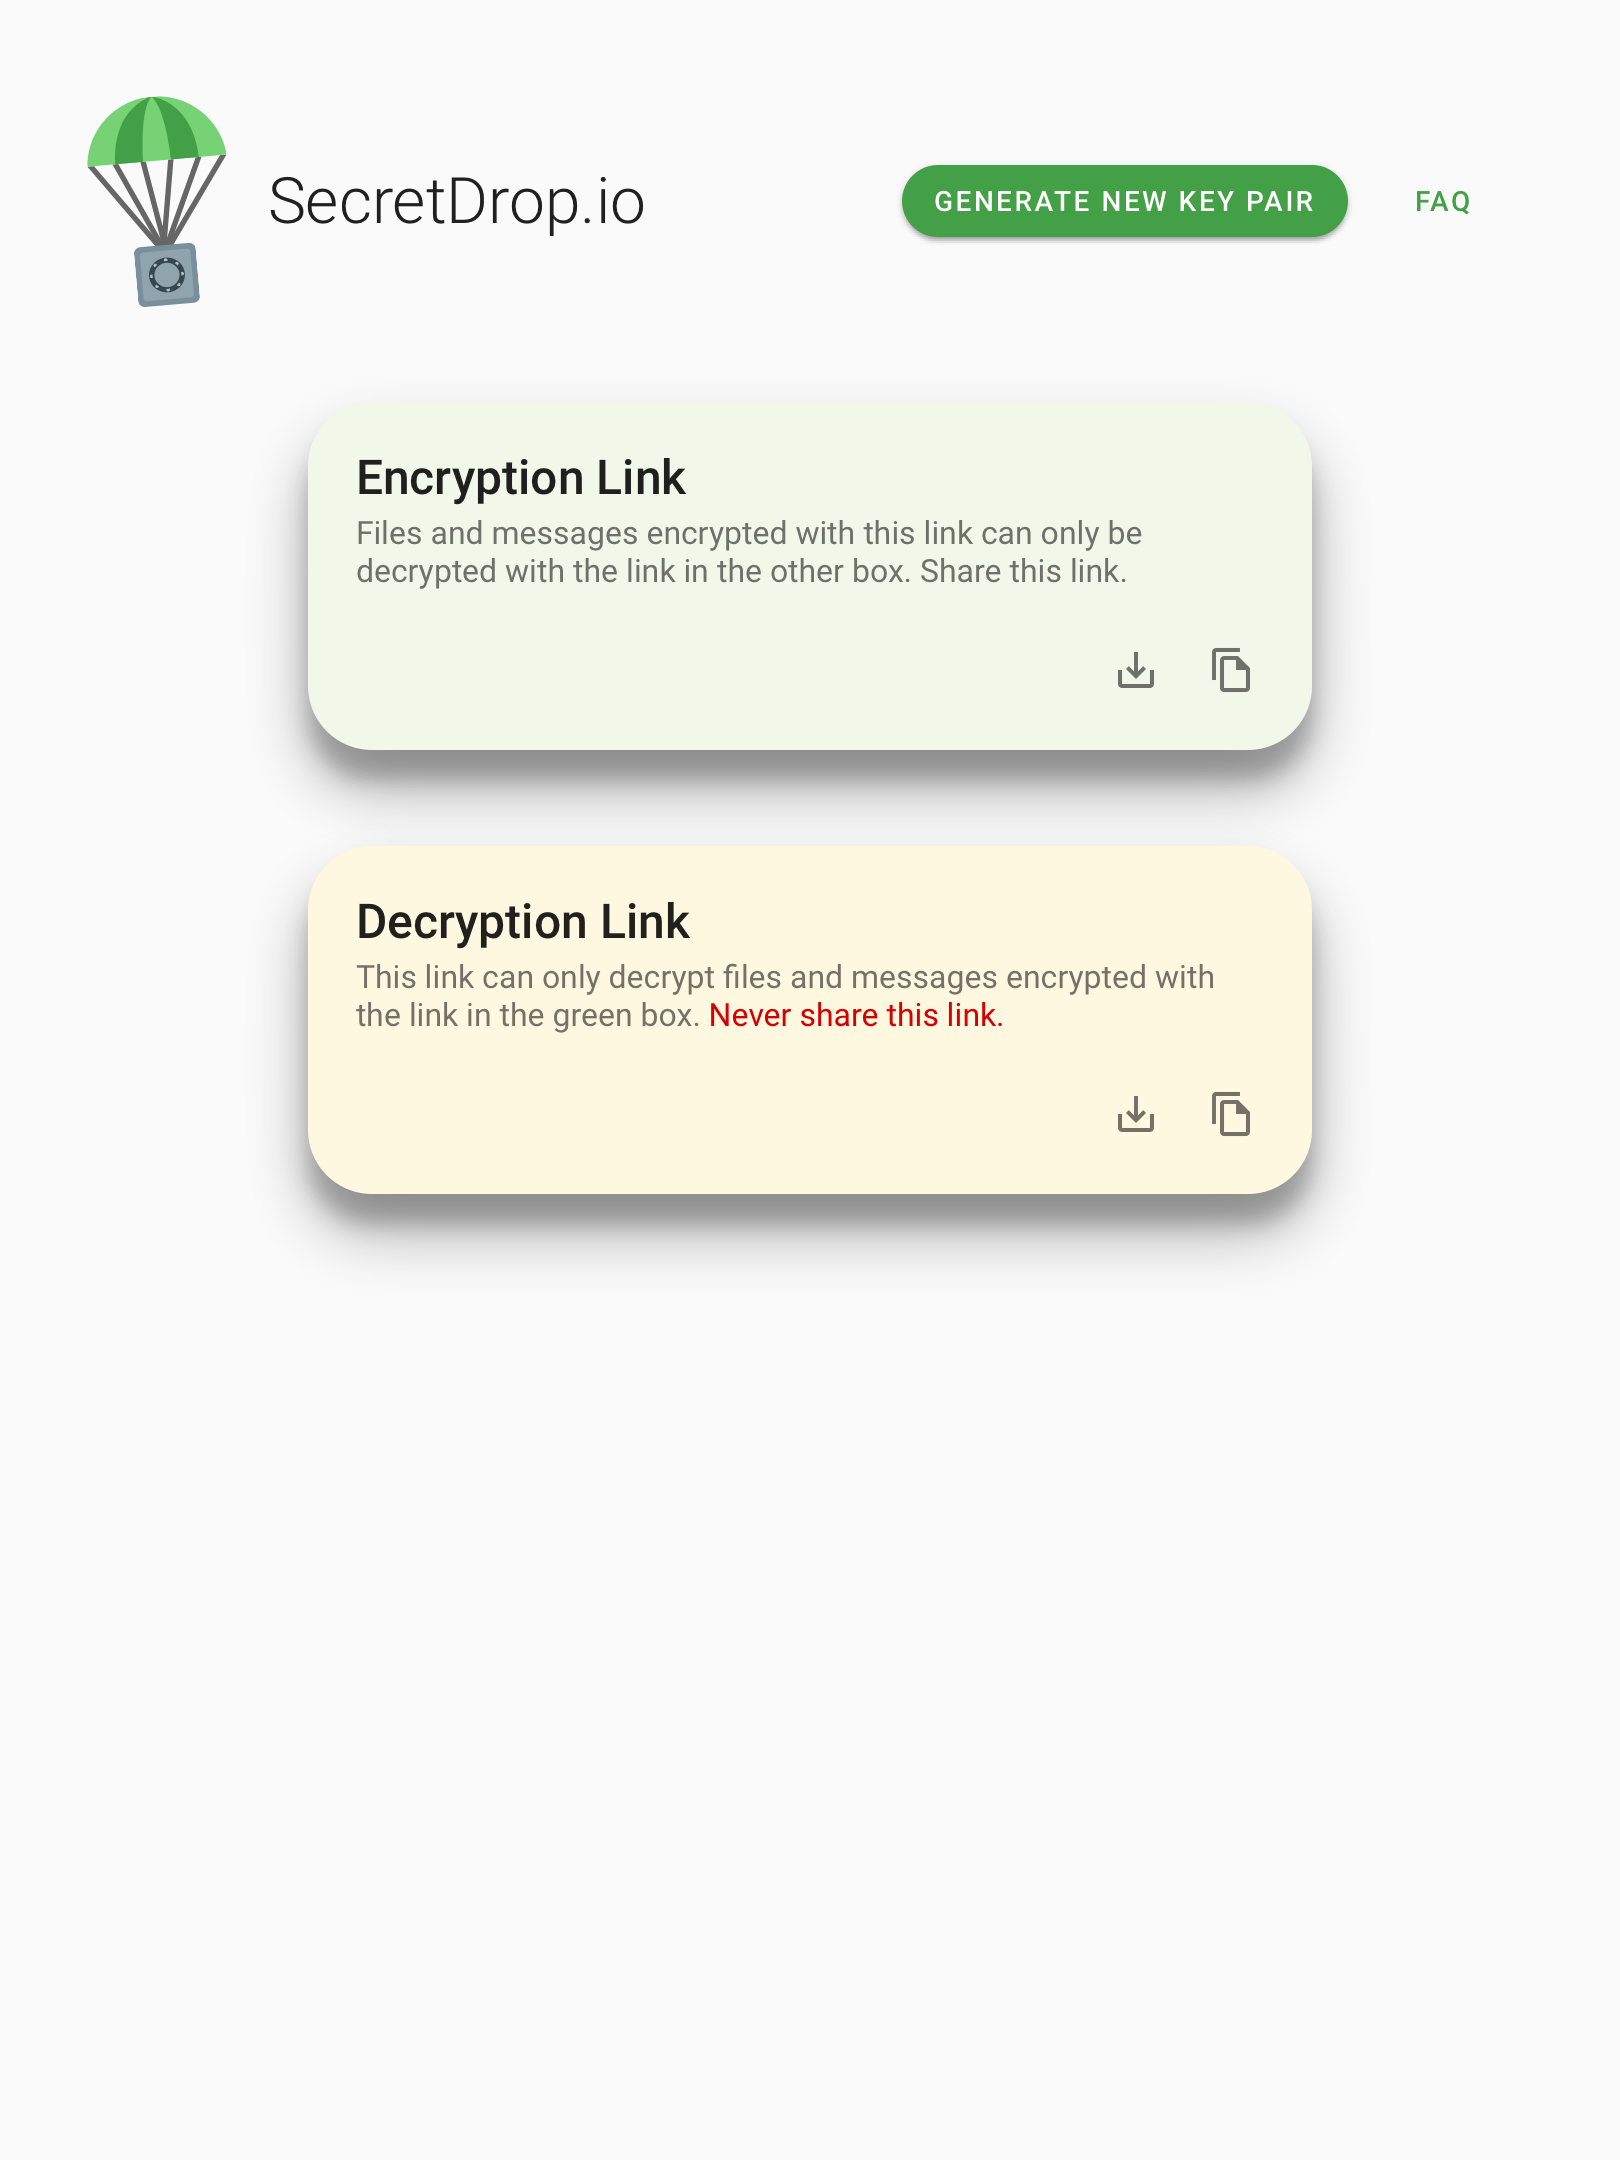 SecretDrop.io
GENERATE NEW KEY PAIR
FAQ
Encryption Link
Files and messages encrypted with this link can only be
decrypted with the link in the other box. Share this link.
Decryption Link
This link can only decrypt files and messages encrypted with
the link in the green box. Never share this link.